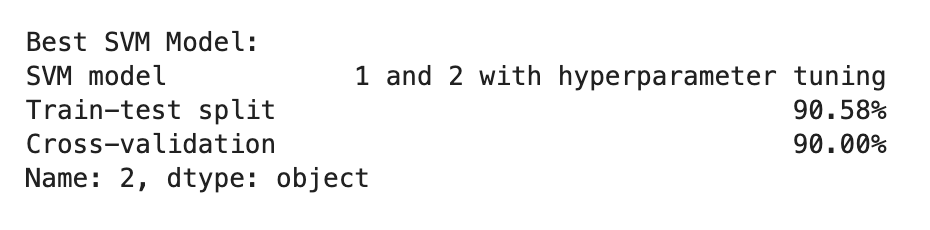 Best SVM Model:
SVM model 1 and 2 with hyperparameter tuning
Train-test split 90.58%
Cross-validation 90.00%
Name: 2, dtype: object